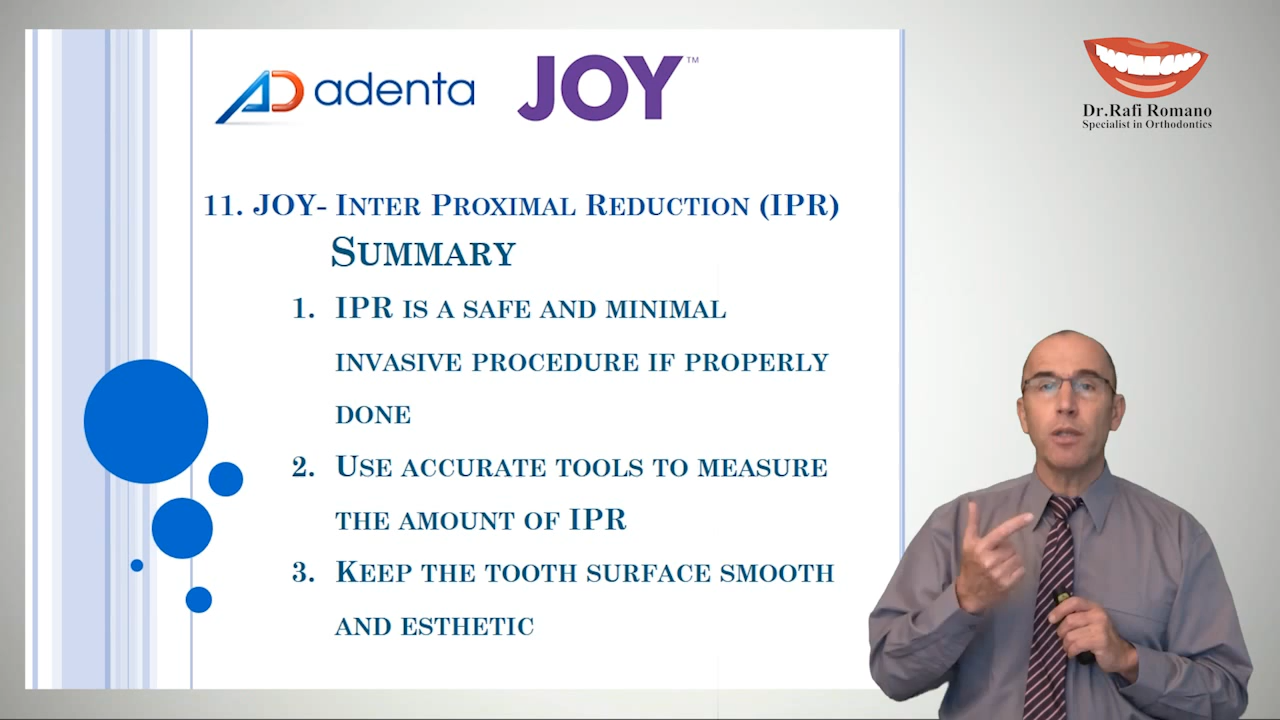 adenta
JOY™
Dr.Rafi Romano
Specialist in Orthodontics
11. JOY- Inter Proximal Reduction (IPR)
Summary
1. IPR is a safe and minimal
invasive procedure if properly
done
2. Use accurate tools to measure
the amount of IPR
3. Keep the tooth surface smooth
and esthetic